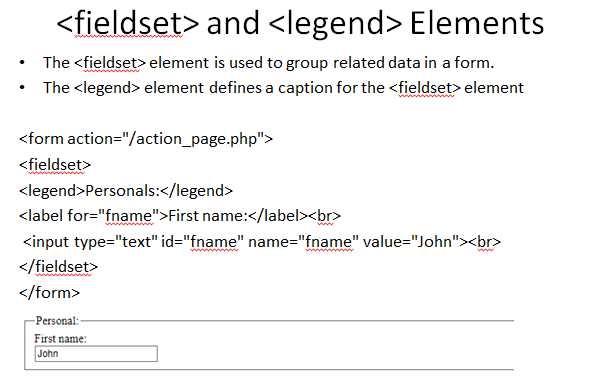 <fieldset> and <legend> Elements
• The <fieldset> element is used to group related data in a form.
• The <legend> element defines a caption for the <fieldset> element
<form action="/action_page.php">
<fieldset>
<legend>Personals:</legend>
<label for="fname">First name:</label><br>
<input type="text" id="fname" name="fname" value="John"><br>
</fieldset>
</form>
Personal:
First name:
John